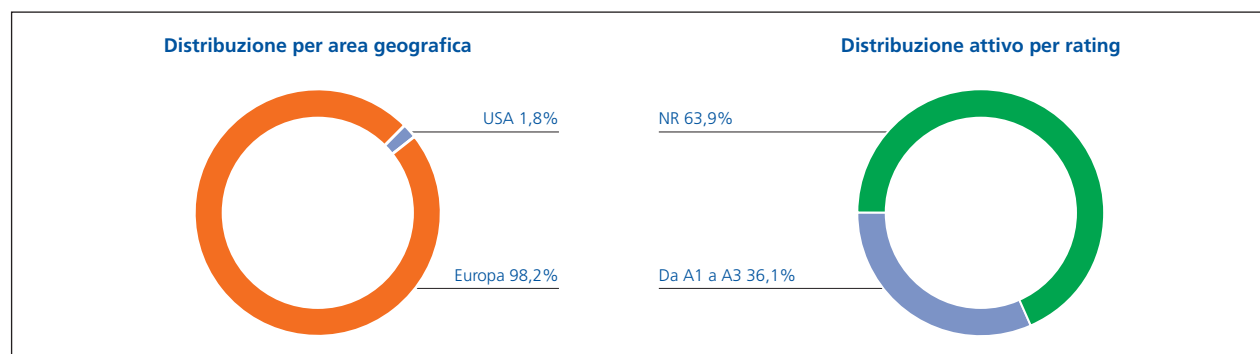 Distribuzione per area geografica
USA 1,8%
Europa 98,2%
Distribuzione attivo per rating
NR 63,9%
Da A1 a A3 36,1%